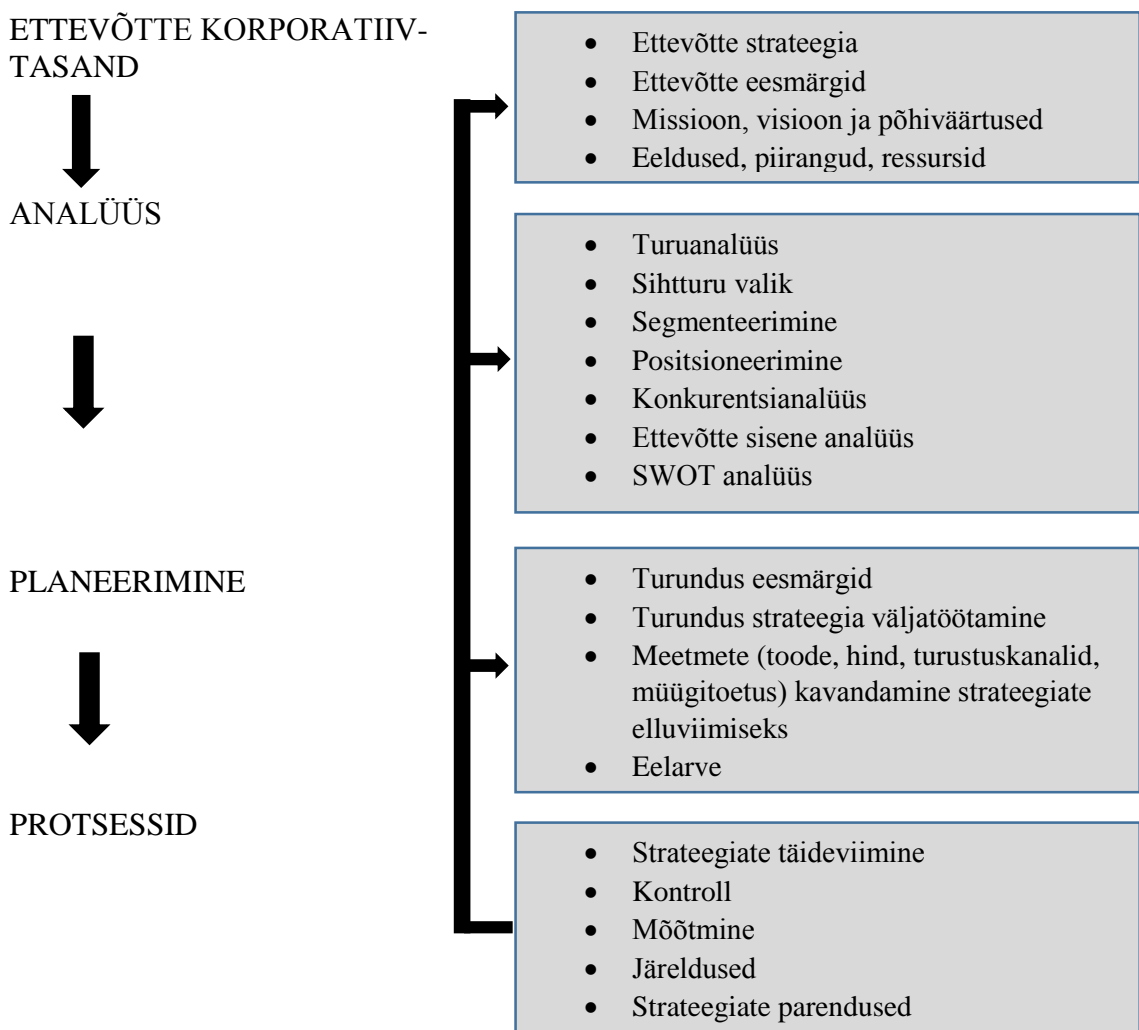 ETTEVÕTTE KORPORATIIV-
TASAND
• Ettevõtte strateegia
• Ettevõtte eesmärgid
• Missioon, visioon ja põhiväärtused
• Eeldused, piirangud, ressursid
ANALÜÜS
• Turuanalüüs
• Sihtturu valik
• Segmenteerimine
• Positsioneerimine
• Konkurentsianalüüs
• Ettevõtte sisene analüüs
• SWOT analüüs
PLANEERIMINE
• Turundus eesmärgid
• Turundus strateegia väljatöötamine
• Meetmete (toode, hind, turustuskanalid,
müügitoetus) kavandamine strateegiate
elluviimiseks
• Eelarve
PROTSESSID
• Strateegiate täideviimine
• Kontroll
• Mõõtmine
• Järeldused
• Strateegiate parendused